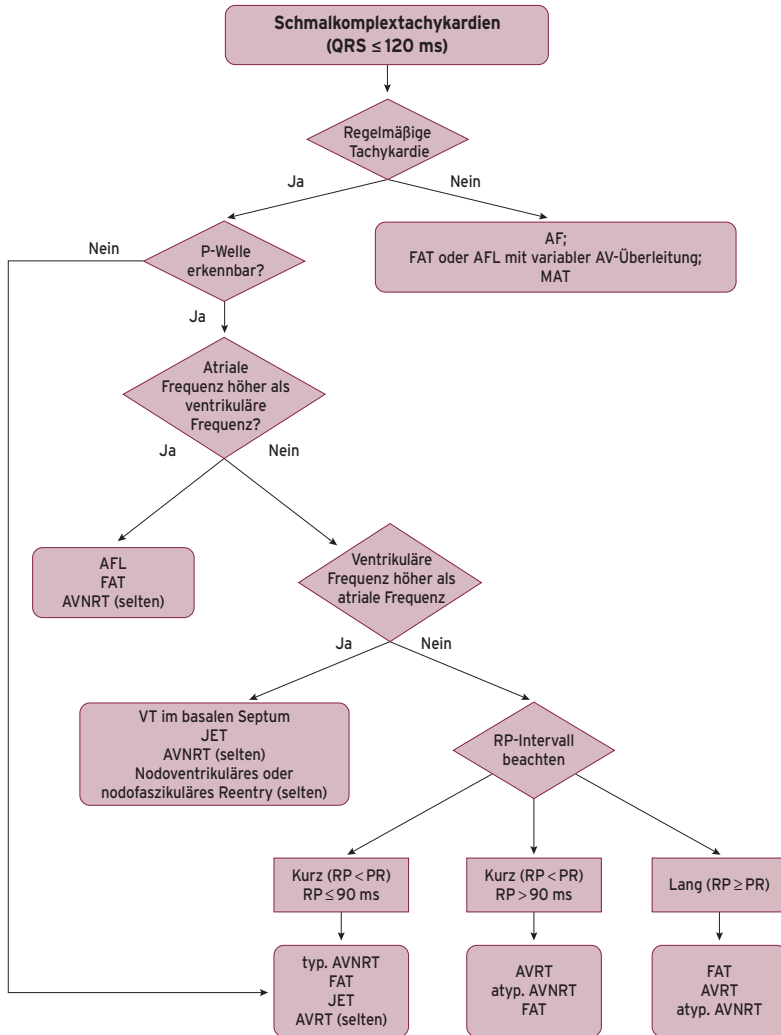 Schmalkomplextachykardien
(QRS ≤ 120 ms)
Regelmäßige
Tachykardie
Ja
Nein
Nein
P-Welle
erkennbar?
AF;
FAT oder AFL mit variabler AV-Überleitung;
MAT
Ja
Atriale
Frequenz höher als
ventrikuläre
Frequenz?
Ja
Nein
AFL
FAT
AVNRT (selten)
Ventrikuläre
Frequenz höher als
atriale Frequenz
Ja
Nein
VT im basalen Septum
JET
AVNRT (selten)
Nodoventrikuläres oder
nodofaszikuläres Reentry (selten)
RP-Intervall
beachten
Kurz (RP < PR)
RP ≤ 90 ms
Kurz (RP < PR)
RP > 90 ms
Lang (RP ≥ PR)
typ. AVNRT
FAT
JET
AVRT (selten)
AVRT
atyp. AVNRT
FAT
FAT
AVRT
atyp. AVNRT